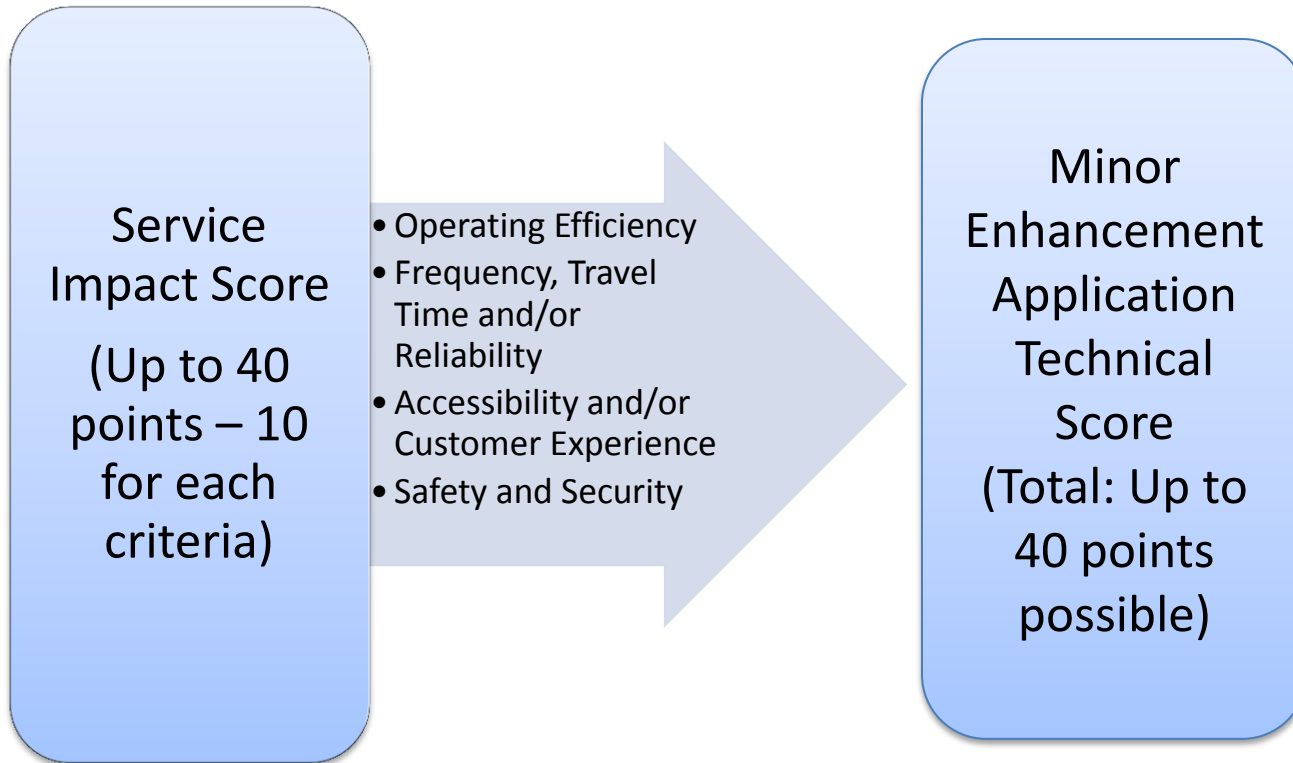 Service
Impact Score
(Up to 40
points – 10
for each
criteria)
• Operating Efficiency
• Frequency, Travel
Time and/or
Reliability
• Accessibility and/or
Customer Experience
• Safety and Security
Minor
Enhancement
Application
Technical
Score
(Total: Up to
40 points
possible)